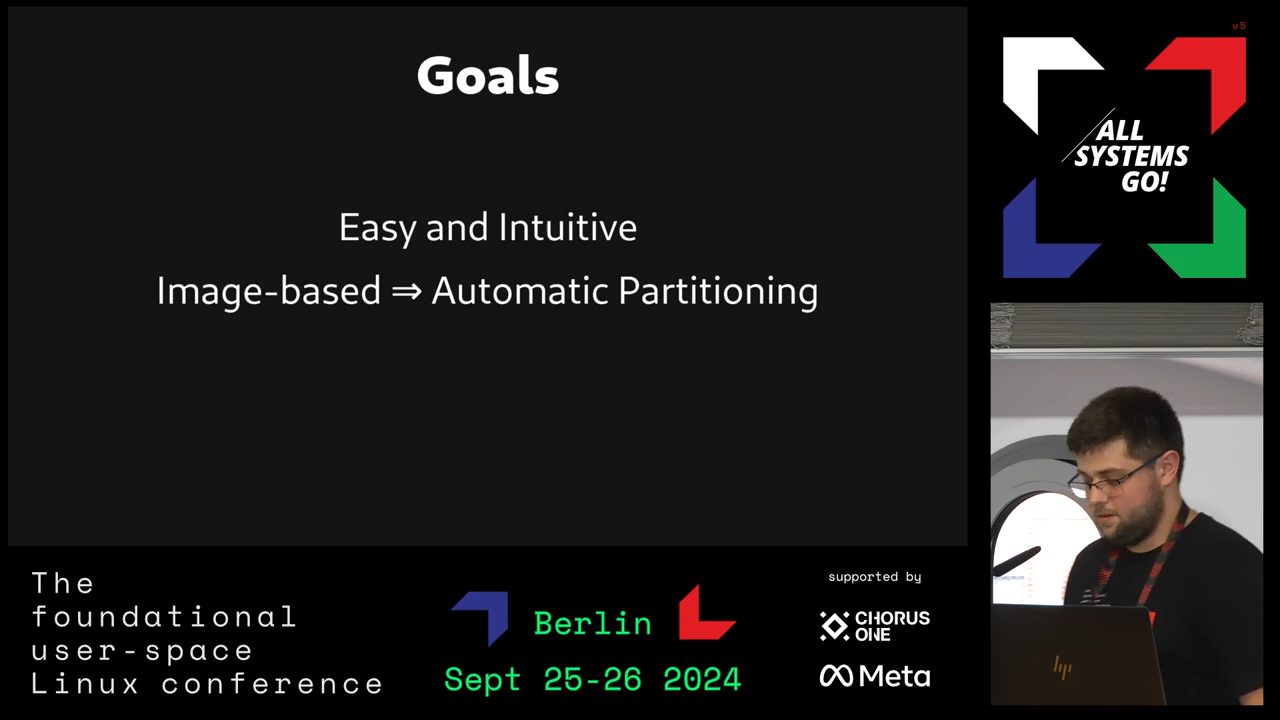 Goals
Easy and Intuitive
Image-based ⇒ Automatic Partitioning
v5
ALL
SYSTEMS
GO!
The
foundational
user-space
Linux conference
Berlin
Sept 25-26 2024
supported by
CHORUS
ONE
Meta
hp